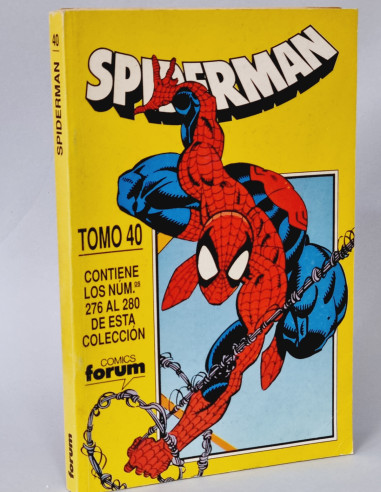 SPIDERMAN 40
SPIDERMAN
TOMO 40
CONTIENE
LOS NÚM.os
276 AL 280
DE ESTA
COLECCIÓN
COMICS
forum
forum